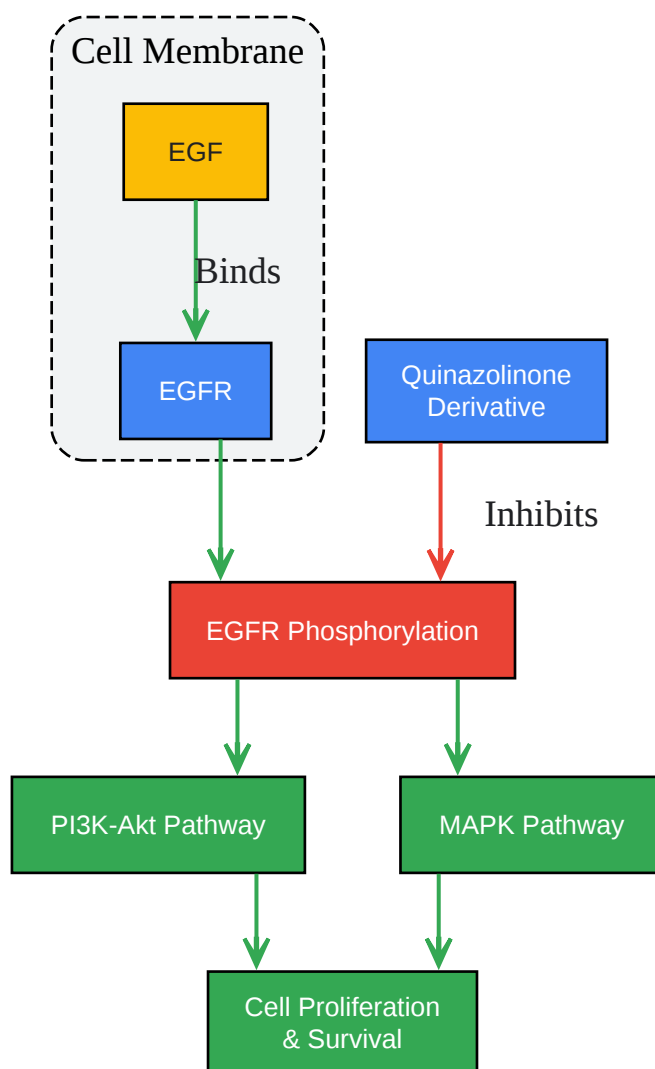 Cell Membrane
EGF
Binds
EGFR
Quinazolinone
Derivative
Inhibits
EGFR Phosphorylation
PI3K-Akt Pathway
MAPK Pathway
Cell Proliferation
& Survival